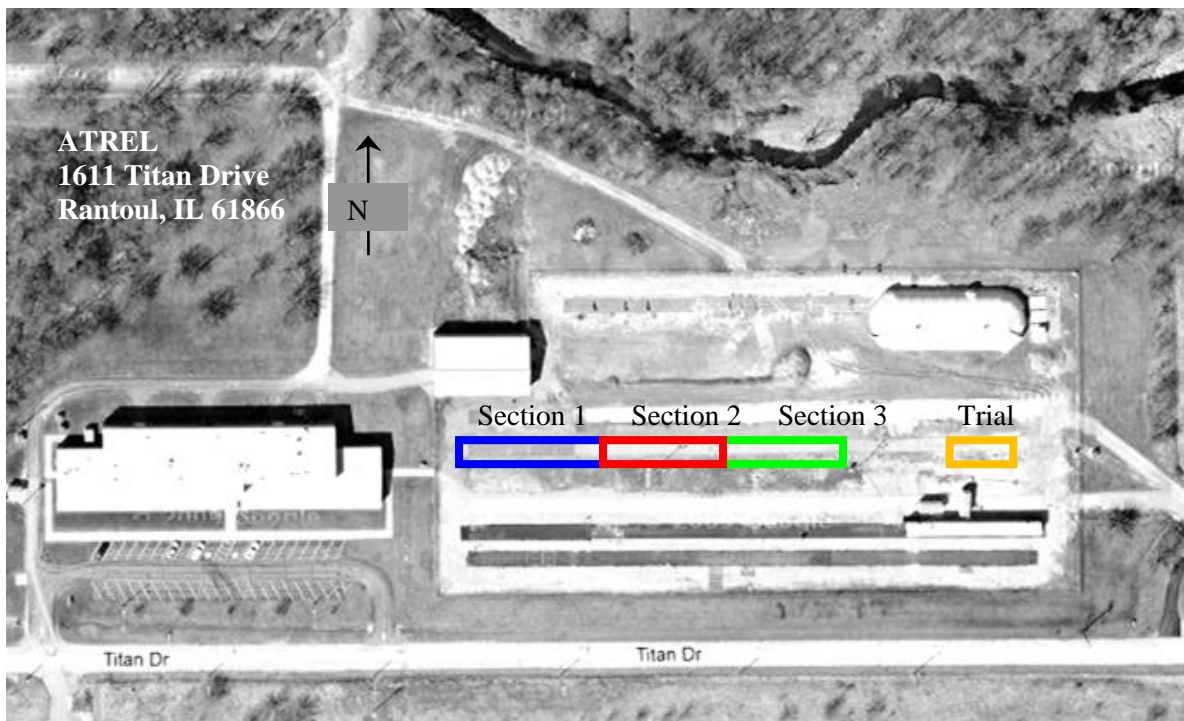 ATREL
1611 Titan Drive
Rantoul, IL 61866
N
Section 1
Section 2
Section 3
Trial
Titan Dr
Titan Dr